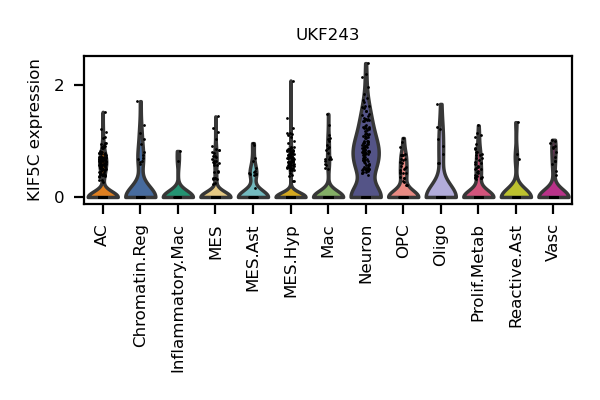 UKF243
KIF5C expression
2
0
AC
Chromatin.Reg
Inflammatory.Mac
MES
MES.Ast
MES.Hyp
Mac
Neuron
OPC
Oligo
Prolif.Metab
Reactive.Ast
Vasc